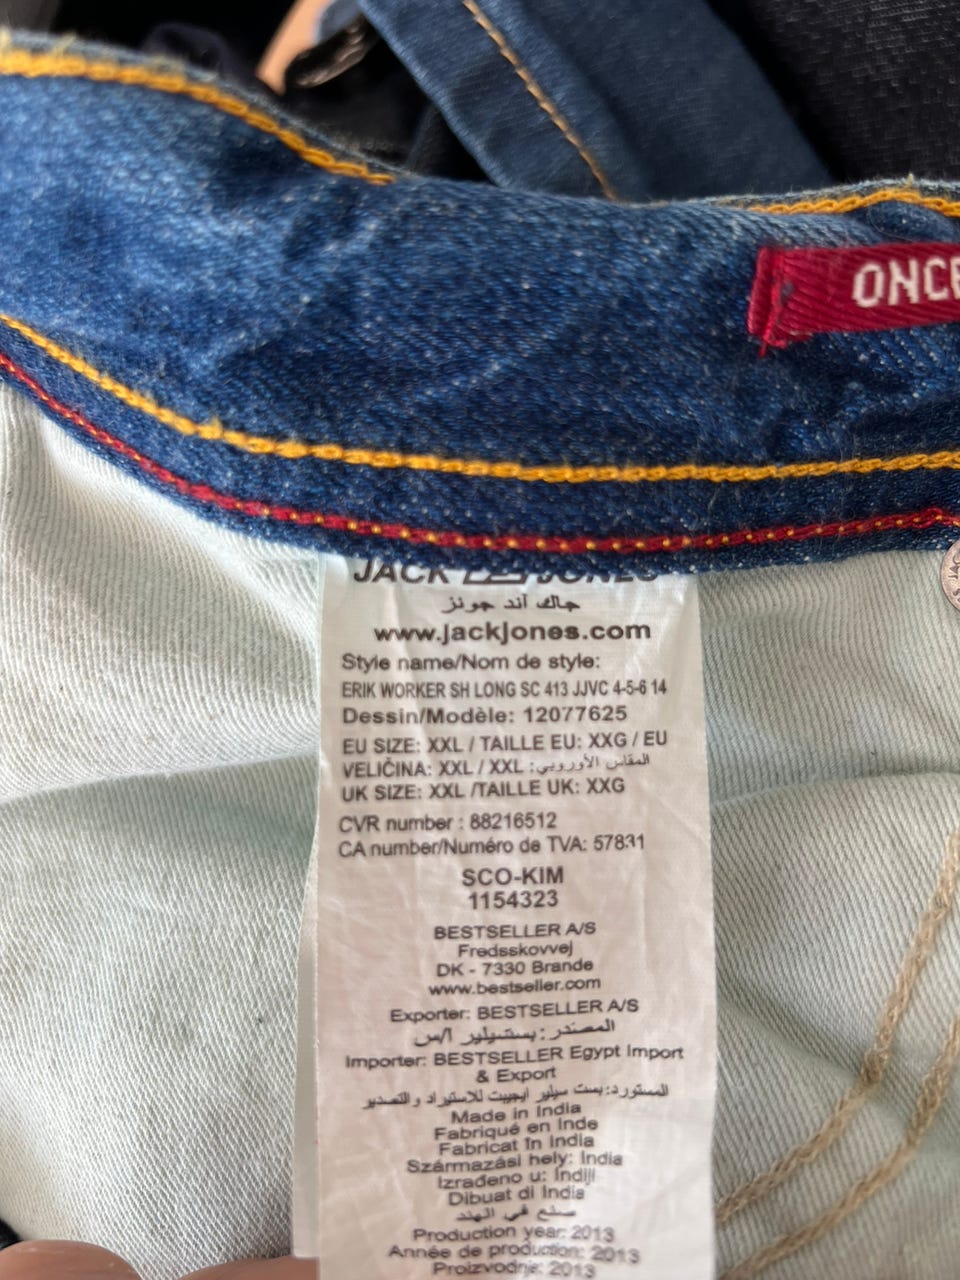 ONCE
JACK JONES
جاك آند جونز
www.jackjones.com
Style name/Nom de style:
ERIK WORKER SH LONG SC 413 JJVC 4-5-6 14
Dessin/Modèle: 12077625
EU SIZE: XXL / TAILLE EU: XXG / EU
VELIČINA: XXL / XXL :المقاس الأوروبي
UK SIZE: XXL /TAILLE UK: XXG
CVR number : 88216512
CA number/Numéro de TVA: 57831
SCO-KIM
1154323
BESTSELLER A/S
Fredsskovvej
DK - 7330 Brande
www.bestseller.com
Exporter: BESTSELLER A/S
المصدر: بستسيلير ا/س
Importer: BESTSELLER Egypt Import
& Export
المستورد: بست سيلير ايجيبت للاستيراد و التصدير
Made in India
Fabriqué en Inde
Fabricat în India
Származási hely: India
Izrađeno u: Indiji
Dibuat di India
صنع في الهند
Production year: 2013
Année de production: 2013
Proizvodnje: 2013